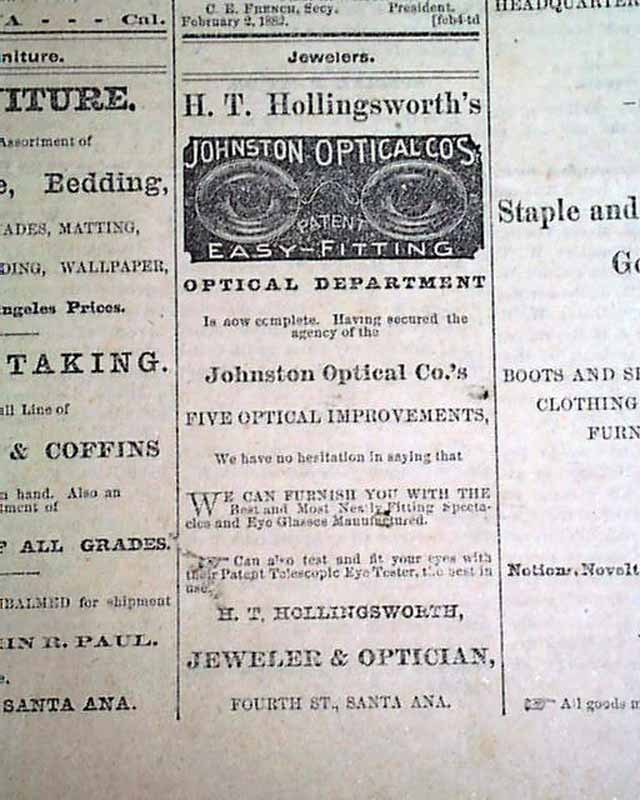 A - - - Cal.
niture.
ITURE.
Assortment of
e, Bedding,
ADES, MATTING,
DING, WALLPAPER,
ngeles Prices.
TAKING.
all Line of
& COFFINS
n hand. Also an
tment of
F ALL GRADES.
BALMED for shipment
IN R. PAUL.
e.
SANTA ANA.
C. E. FRENCH, Secy. President.
February 2, 1882. [feb4-td
Jewelers.
H. T. Hollingsworth's
JOHNSTON OPTICAL CO'S
PATENT
EASY-FITTING
OPTICAL DEPARTMENT
Is now complete. Having secured the
agency of the
Johnston Optical Co.'s
FIVE OPTICAL IMPROVEMENTS,
We have no hesitation in saying that
WE CAN FURNISH YOU WITH THE
Best and Most Neatly Fitting Specta-
cles and Eye Glasses Manufactured.
☞ Can also test and fit your eyes with
their Patent Telescopic Eye Tester, the best in
use.
H. T. HOLLINGSWORTH,
JEWELER & OPTICIAN,
FOURTH ST., SANTA ANA.
HEADQUARTER
Staple and
Go
BOOTS AND SH
CLOTHING
FURN
Notions, Novelt
☞ All goods m